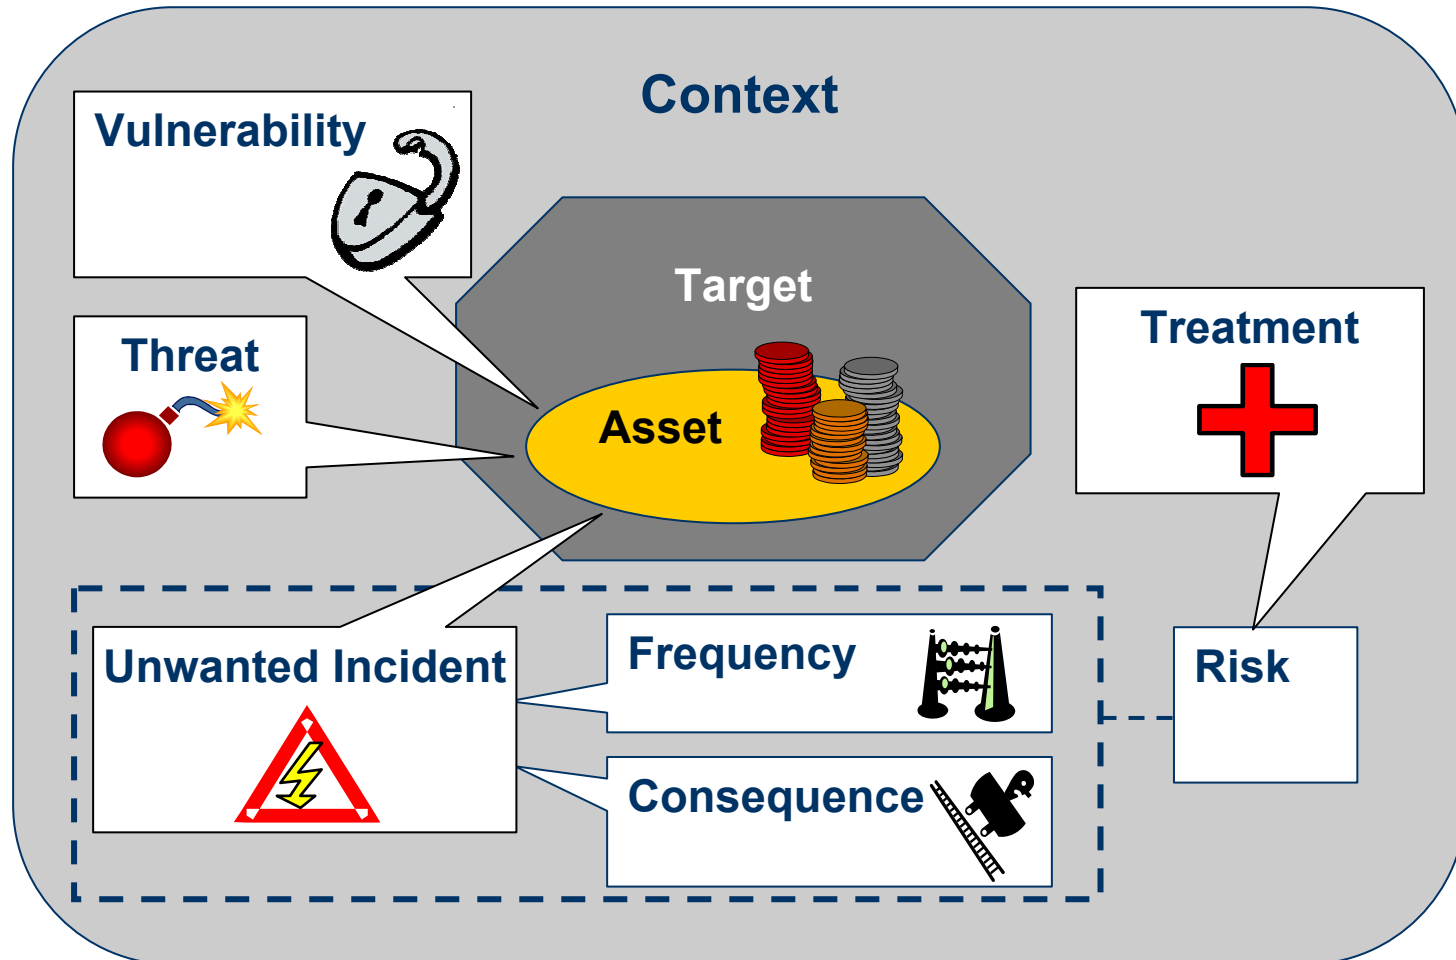 Context
Vulnerability
Target
Threat
Treatment
Asset
Unwanted Incident
Frequency
Risk
Consequence